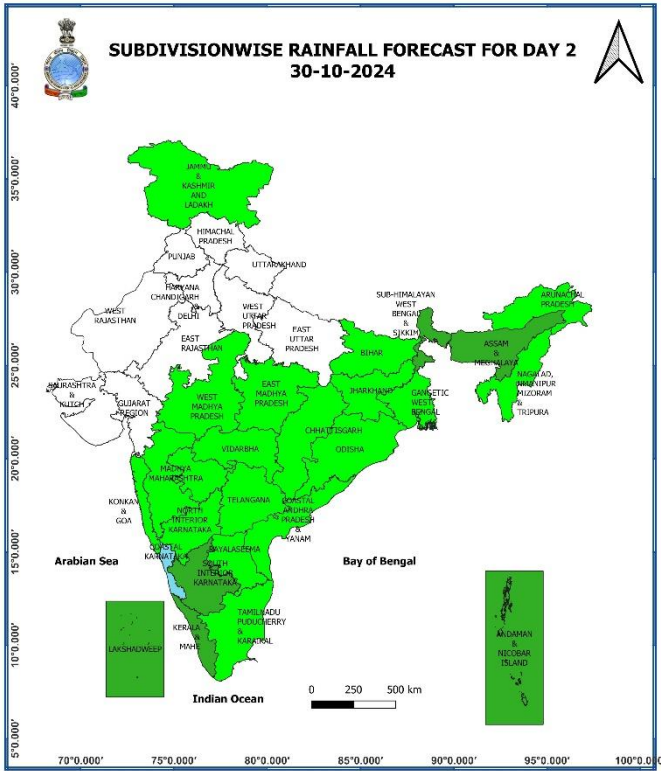 SUBDIVISIONWISE RAINFALL FORECAST FOR DAY 2
30-10-2024
40°0.000'
35°0.000'
30°0.000'
25°0.000'
20°0.000'
15°0.000'
10°0.000'
5°0.000'
JAMMU
&
KASHMIR
AND
LADAKH
HIMACHAL
PRADESH
PUNJAB
UTTARAKHAND
HARYANA
CHANDIGARH
&
DELHI
WEST
RAJASTHAN
EAST
RAJASTHAN
WEST
UTTAR
PRADESH
EAST
UTTAR
PRADESH
SUB-HIMALAYAN
WEST
BENGAL
&
SIKKIM
ARUNACHAL
PRADESH
ASSAM
&
MEGHALAYA
NAGALAD,
MANIPUR
MIZORAM
&
TRIPURA
BIHAR
SAURASHTRA
&
KUTCH
GUJARAT
REGION
WEST
MADHYA
PRADESH
EAST
MADHYA
PRADESH
JHARKHAND
GANGETIC
WEST
BENGAL
CHHATTISGARH
ODISHA
VIDARBHA
MADHYA
MAHARASHTRA
KONKAN
&
GOA
NORTH
INTERIOR
KARNATAKA
TELANGANA
COASTAL
ANDHRA
PRADESH
&
YANAM
COASTAL
KARNATAKA
RAYALASEEMA
SOUTH
INTERIOR
KARNATAKA
Arabian Sea
Bay of Bengal
KERALA
&
MAHE
TAMILNADU
PUDUCHERRY
&
KARAIKAL
LAKSHADWEEP
ANDAMAN
&
NICOBAR
ISLAND
Indian Ocean
0 250 500 km
70°0.000' 75°0.000' 80°0.000' 85°0.000' 90°0.000' 95°0.000' 100°0.000'